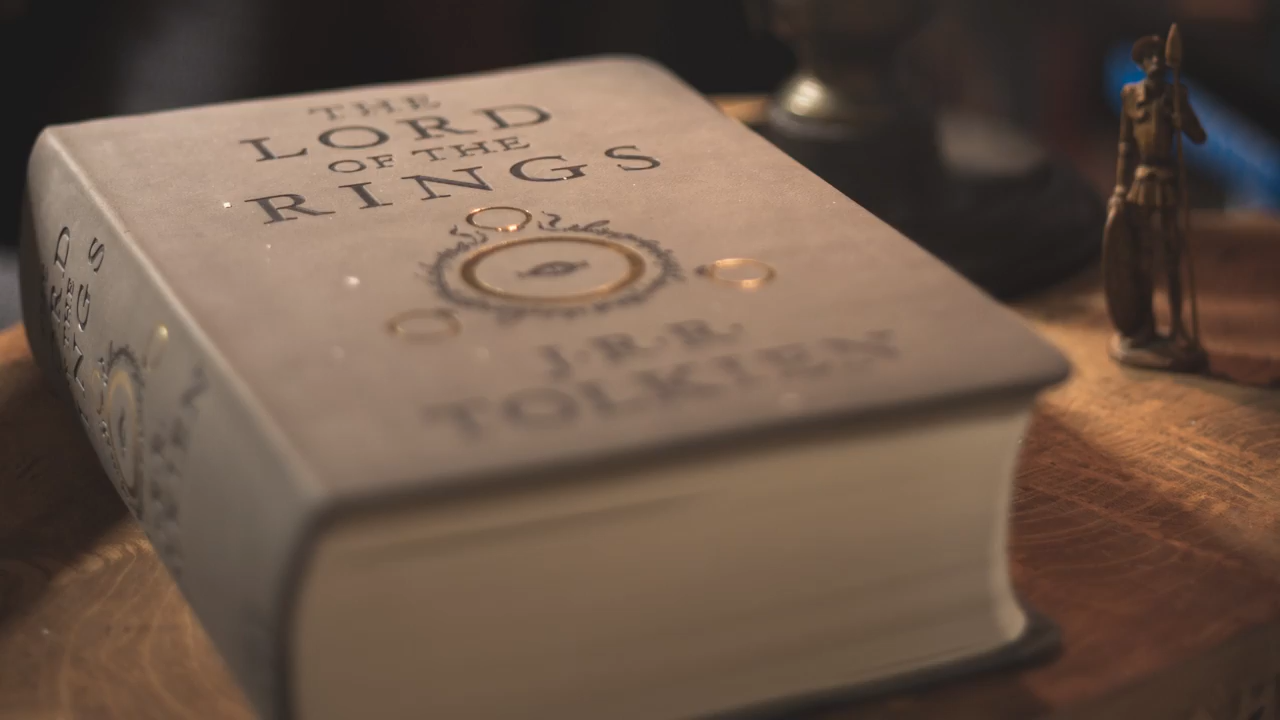 THE
LORD
OF THE
RINGS
J.R.R.
TOLKIEN